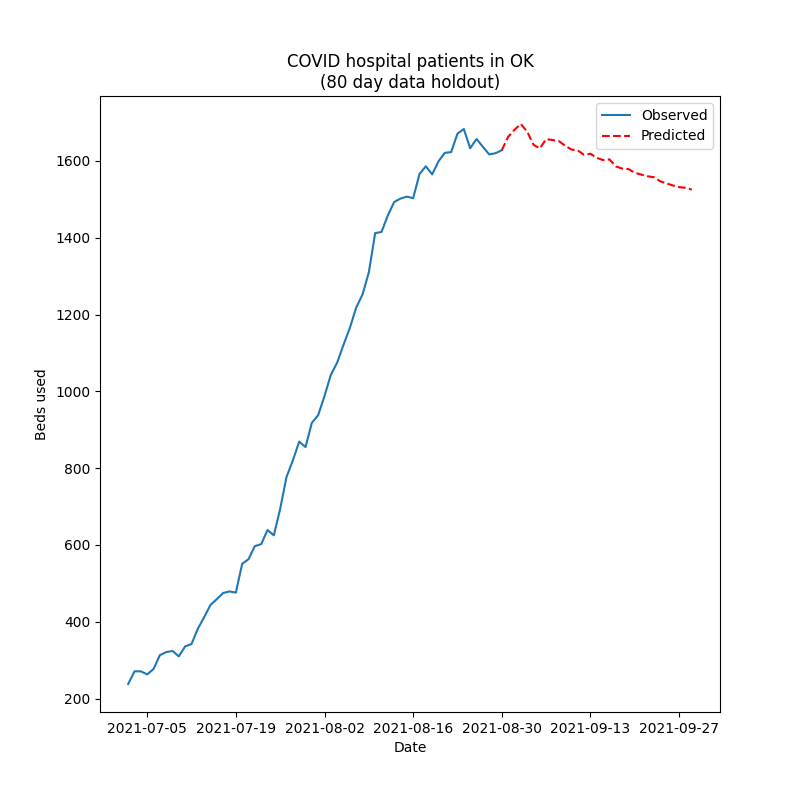 COVID hospital patients in OK
(80 day data holdout)
Observed
Predicted
1600
1400
1200
1000
800
600
400
200
Beds used
2021-07-05 2021-07-19 2021-08-02 2021-08-16 2021-08-30 2021-09-13 2021-09-27
Date